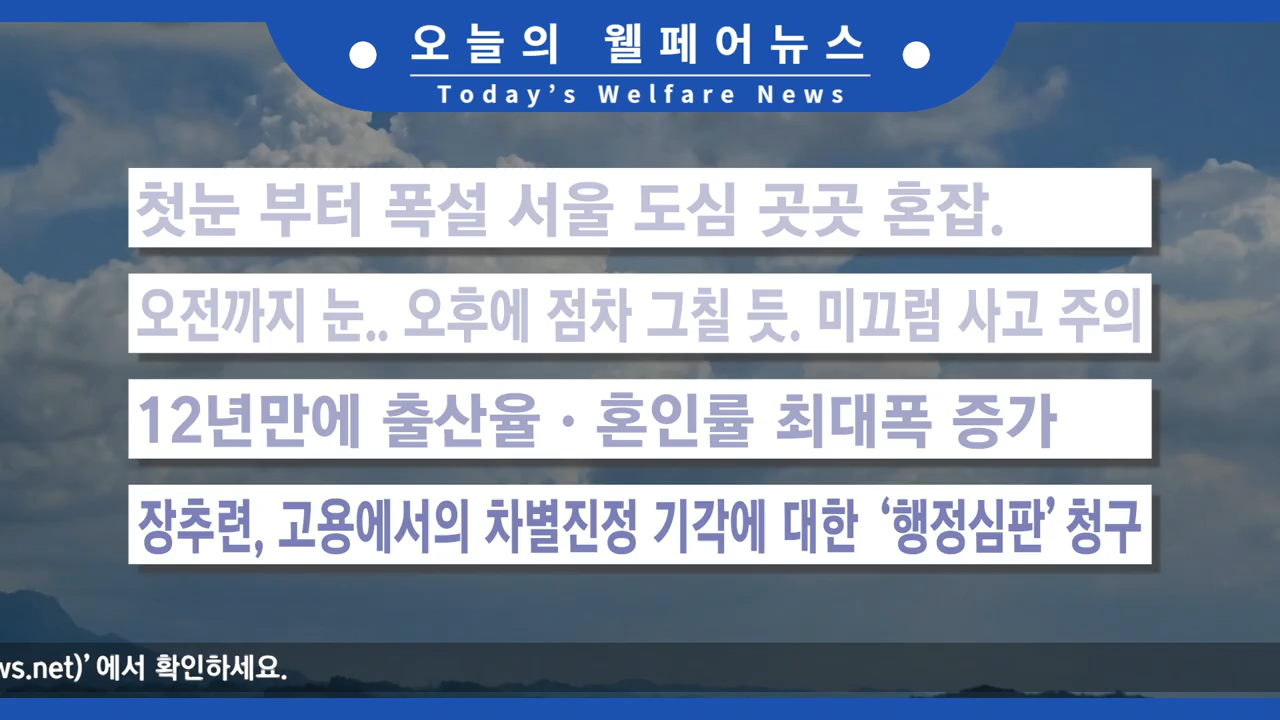 오늘의 웰페어뉴스
Today’s Welfare News
첫눈 부터 폭설 서울 도심 곳곳 혼잡.
오전까지 눈.. 오후에 점차 그칠 듯. 미끄럼 사고 주의
12년만에 출산율·혼인률 최대폭 증가
장추련, 고용에서의 차별진정 기각에 대한 ‘행정심판’ 청구
ws.net)’ 에서 확인하세요.